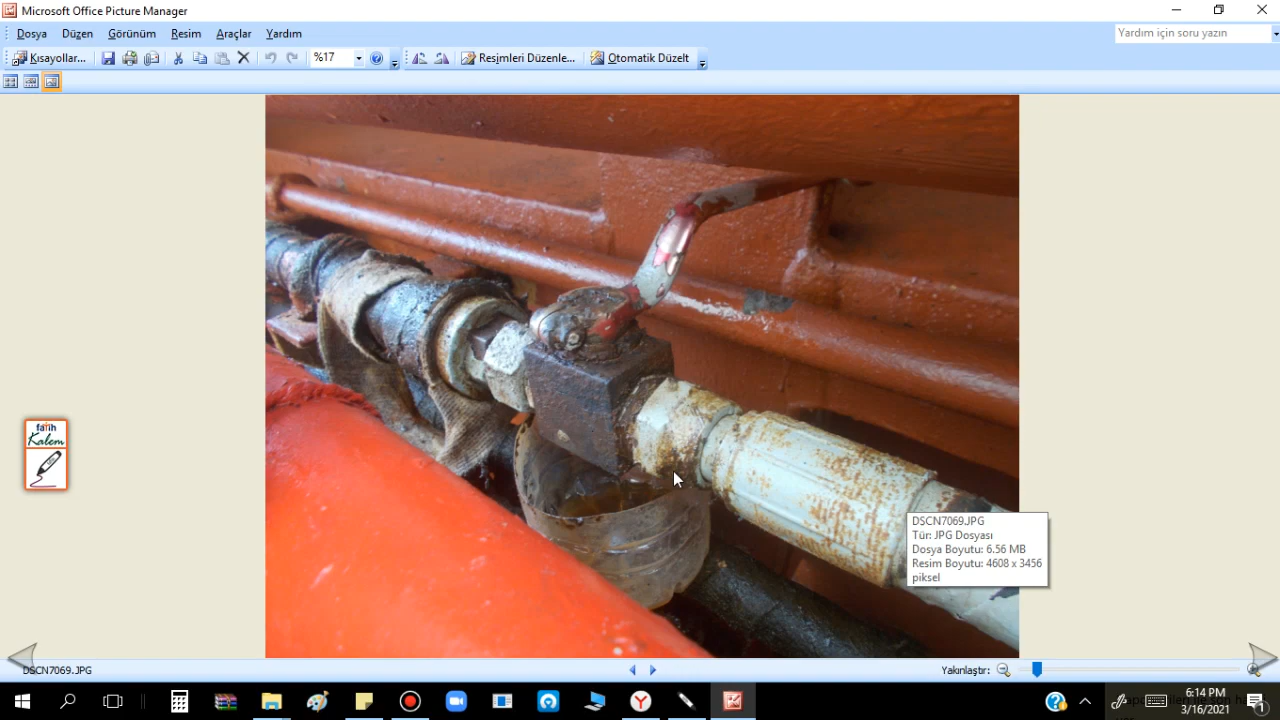 Microsoft Office Picture Manager
Dosya Düzen Görünüm Resim Araçlar Yardım
Yardım için soru yazın
Kısayollar... %17 Resimleri Düzenle... Otomatik Düzelt
fatih
Kalem
DSCN7069.JPG
Tür: JPG Dosyası
Dosya Boyutu: 6.56 MB
Resim Boyutu: 4608 x 3456
piksel
DSCN7069.JPG
Yakınlaştır:
6:14 PM
3/16/2021
1